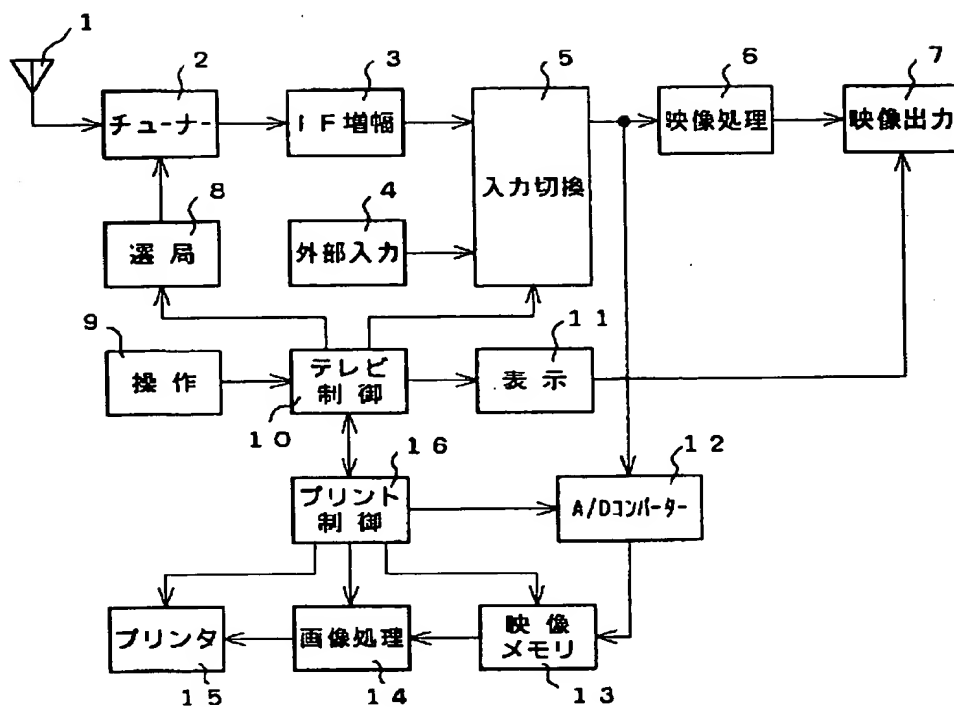 1
2
3
5
6
7
チューナー
IF増幅
映像処理
映像出力
入力切換
8
4
選局
外部入力
9
11
操作
テレビ
制御
表示
10
16
12
プリント
制御
A/Dコンバーター
プリンタ
画像処理
映像
メモリ
15
14
13